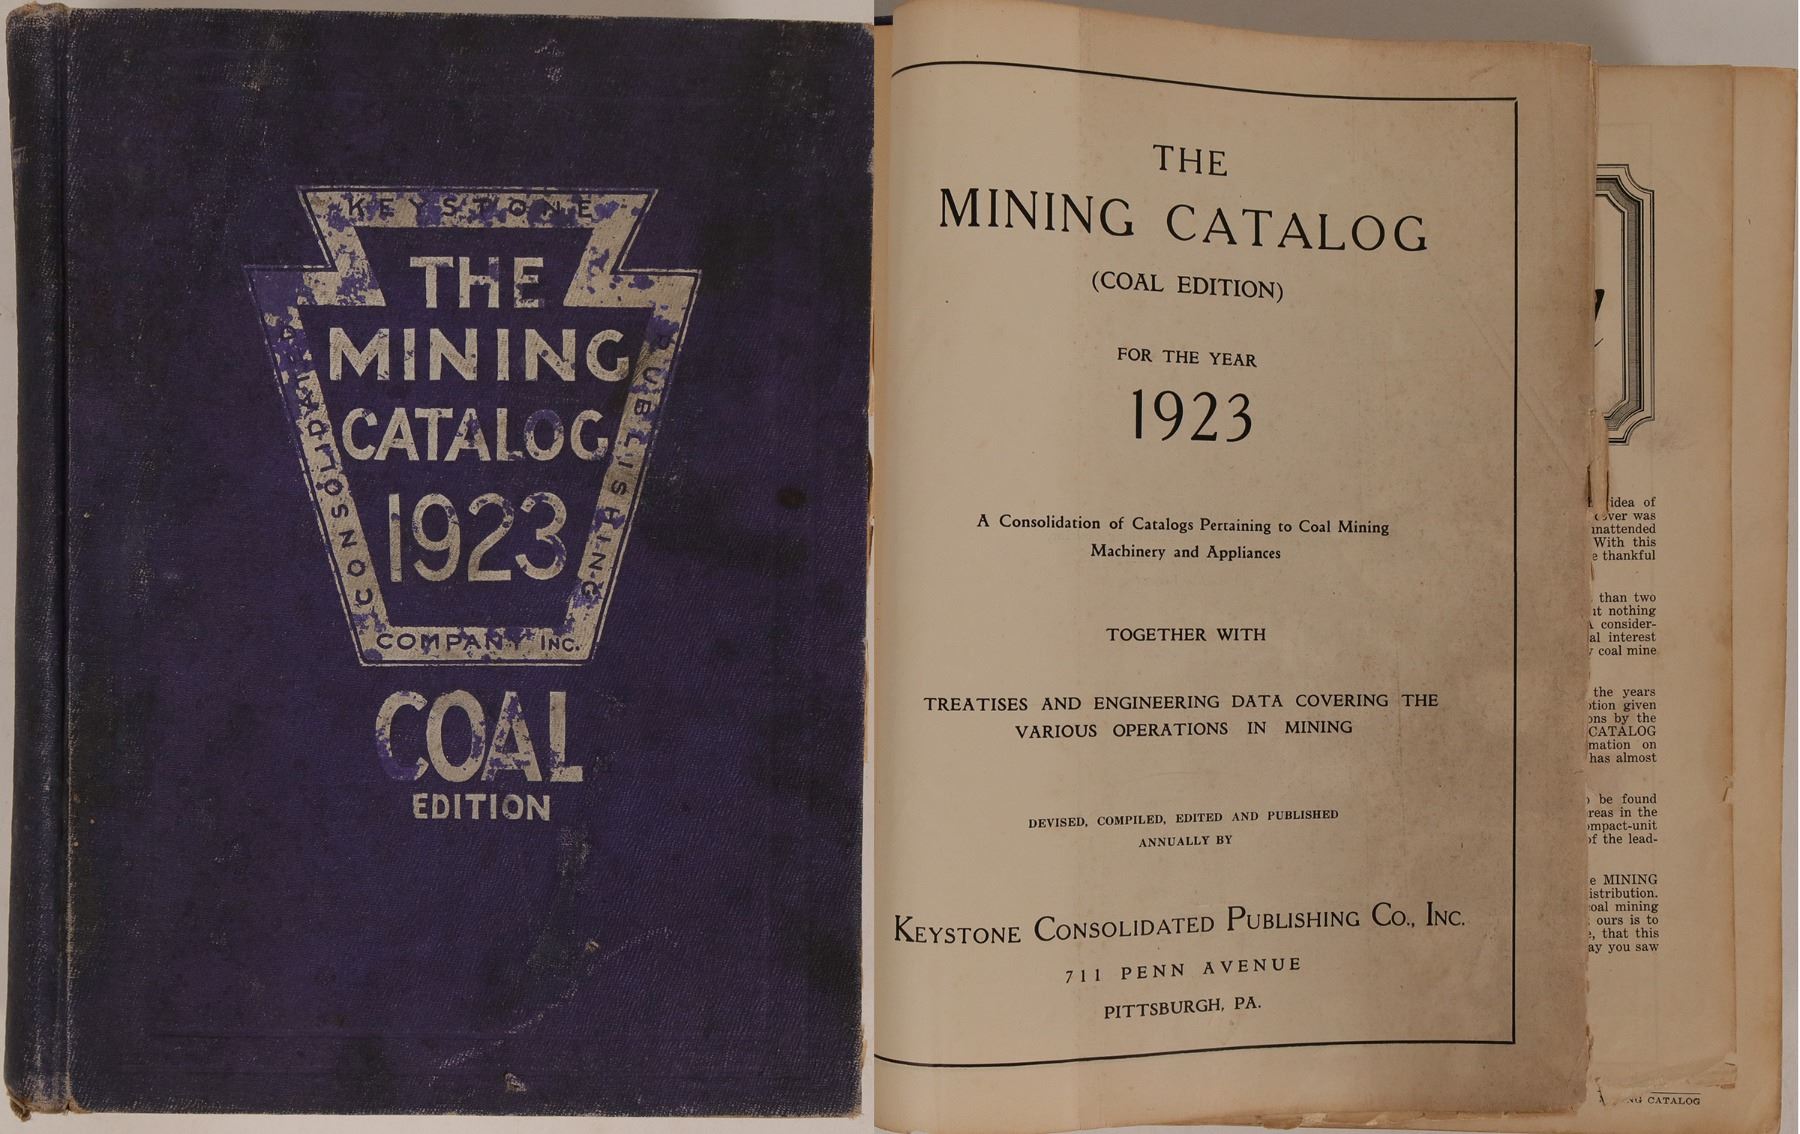 KEYSTONE
CONSOLIDATED
PUBLISHING
COMPANY INC.
THE
MINING
CATALOG
1923
COAL
EDITION
THE
MINING CATALOG
(COAL EDITION)
FOR THE YEAR
1923
A Consolidation of Catalogs Pertaining to Coal Mining
Machinery and Appliances
TOGETHER WITH
TREATISES AND ENGINEERING DATA COVERING THE
VARIOUS OPERATIONS IN MINING
DEVISED, COMPILED, EDITED AND PUBLISHED
ANNUALLY BY
KEYSTONE CONSOLIDATED PUBLISHING CO., INC.
711 PENN AVENUE
PITTSBURGH, PA.
idea of
was
With this
thankful
than two
nothing
interest
coal mine
the years
given
by the
CATALOG
on
has almost
be found
in the
of the lead-
MINING
mining
ours is to
that this
you saw
CATALOG